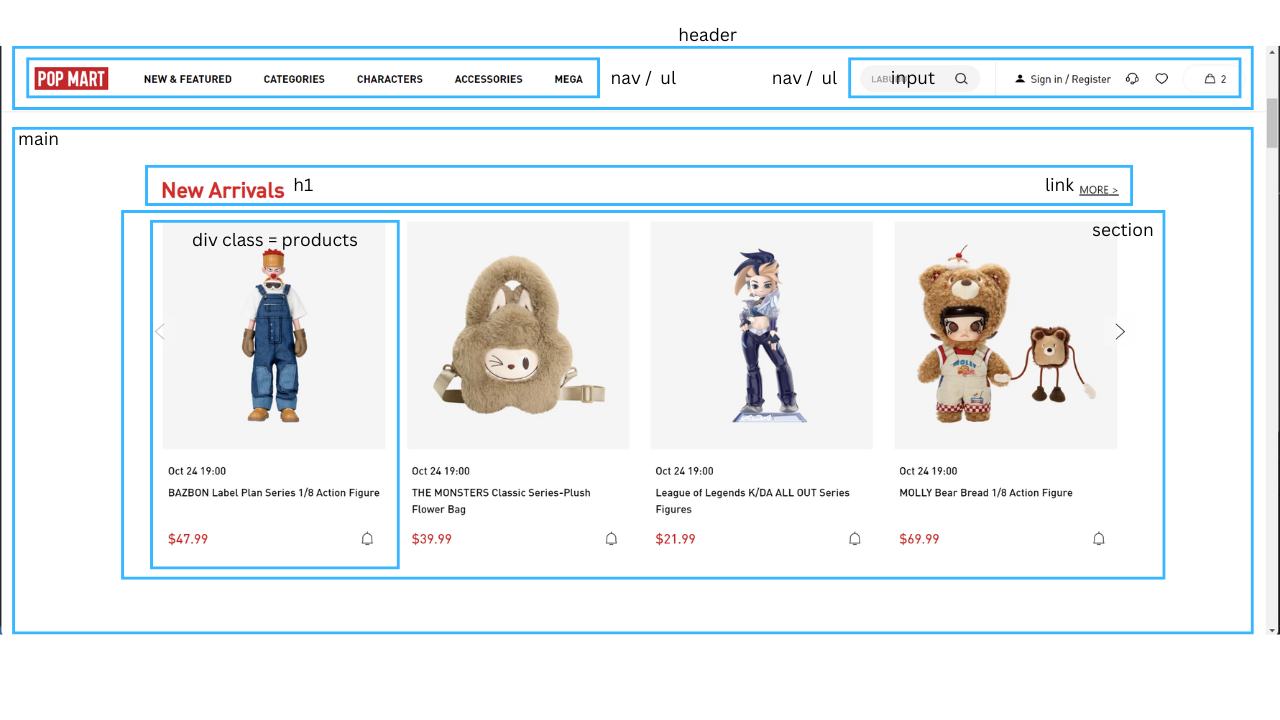 header
POP MART NEW & FEATURED CATEGORIES CHARACTERS ACCESSORIES MEGA nav / ul nav / ul input Sign in / Register 2
main
New Arrivals h1 link MORE >
div class = products section
Oct 24 19:00 Oct 24 19:00 Oct 24 19:00 Oct 24 19:00
BAZBON Label Plan Series 1/8 Action Figure THE MONSTERS Classic Series-Plush League of Legends K/DA ALL OUT Series MOLLY Bear Bread 1/8 Action Figure
Flower Bag Figures
$47.99 $39.99 $21.99 $69.99